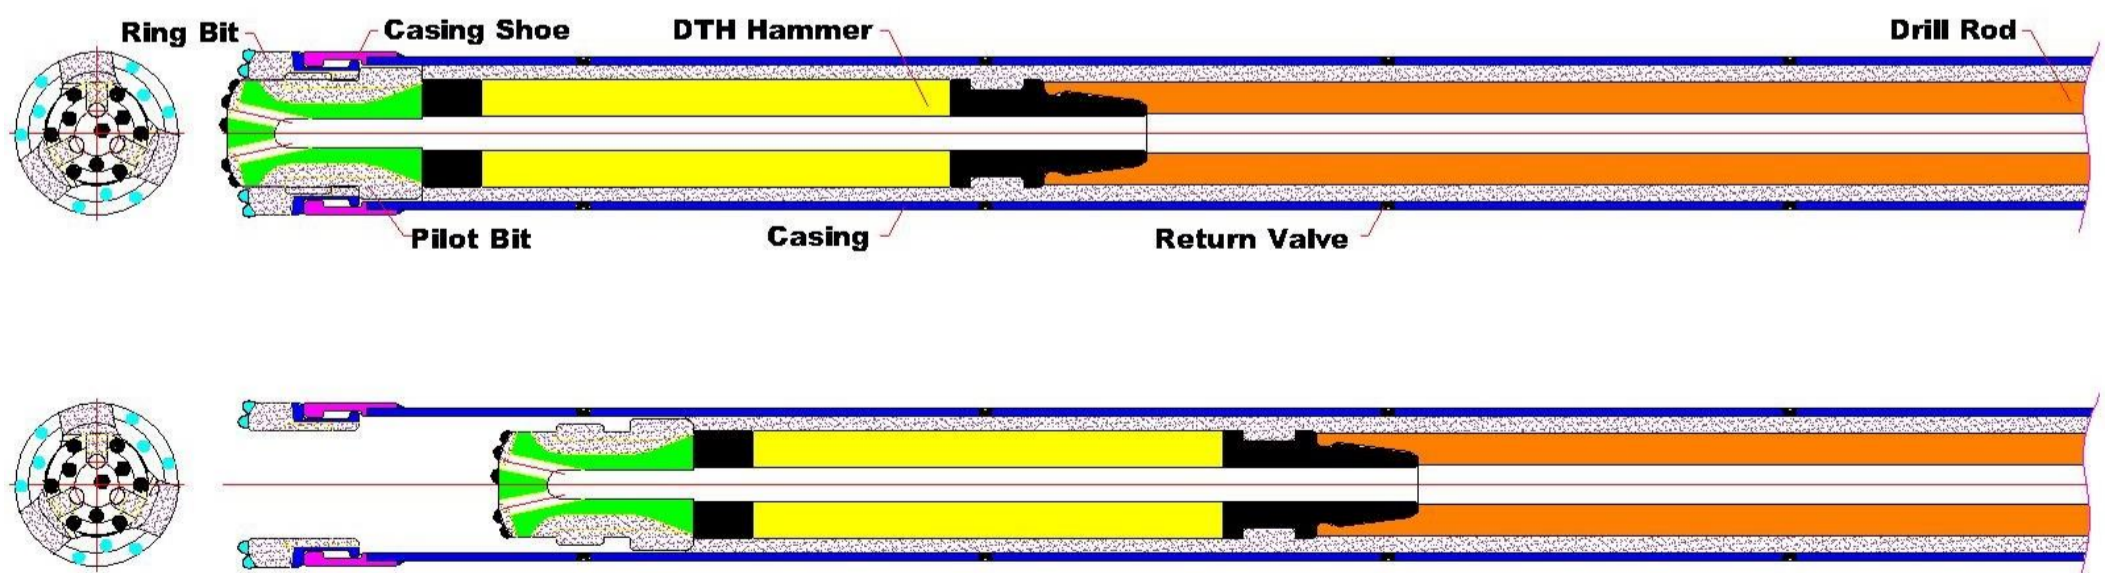 Ring Bit
Casing Shoe
DTH Hammer
Drill Rod
Pilot Bit
Casing
Return Valve